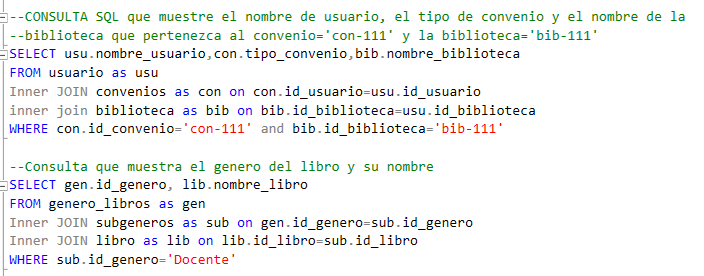 --CONSULTA SQL que muestre el nombre de usuario, el tipo de convenio y el nombre de la
--biblioteca que pertenezca al convenio='con-111' y la biblioteca='bib-111'
SELECT usu.nombre_usuario,con.tipo_convenio,bib.nombre_biblioteca
FROM usuario as usu
Inner JOIN convenios as con on con.id_usuario=usu.id_usuario
inner join biblioteca as bib on bib.id_biblioteca=usu.id_biblioteca
WHERE con.id_convenio='con-111' and bib.id_biblioteca='bib-111'
--Consulta que muestra el genero del libro y su nombre
SELECT gen.id_genero, lib.nombre_libro
FROM genero_libros as gen
Inner JOIN subgeneros as sub on gen.id_genero=sub.id_genero
Inner JOIN libro as lib on lib.id_libro=sub.id_libro
WHERE sub.id_genero='Docente'